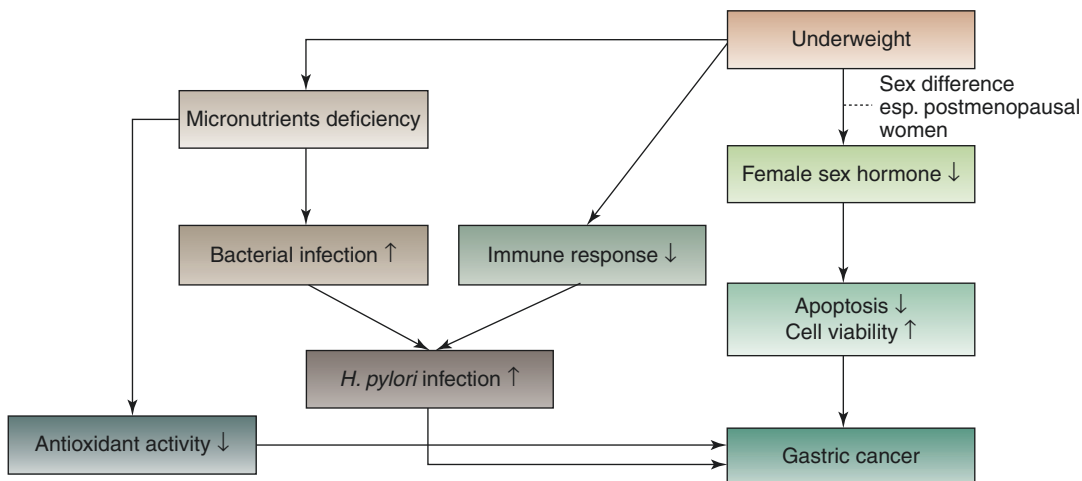 Underweight
Sex difference
esp. postmenopausal
women
Micronutrients deficiency
Female sex hormone ↓
Bacterial infection ↑
Immune response ↓
Apoptosis ↓
Cell viability ↑
H. pylori infection ↑
Antioxidant activity ↓
Gastric cancer